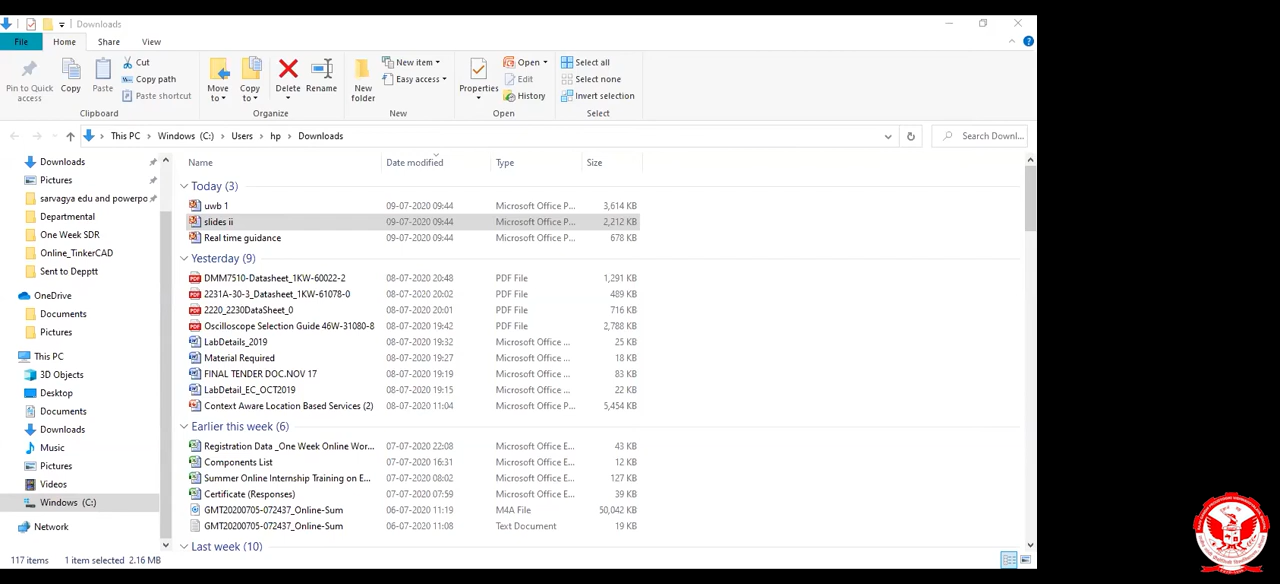 Downloads
File Home Share View
Pin to Quick access
Copy
Paste
Cut
Copy path
Paste shortcut
Clipboard
Move to
Copy to
Delete
Rename
Organize
New folder
New item
Easy access
New
Properties
Open
Edit
History
Open
Select all
Select none
Invert selection
Select
This PC > Windows (C:) > Users > hp > Downloads
Search Downl...
Downloads
Pictures
sarvagya edu and powerpo
Departmental
One Week SDR
Online_TinkerCAD
Sent to Depptt
OneDrive
Documents
Pictures
This PC
3D Objects
Desktop
Documents
Downloads
Music
Pictures
Videos
Windows (C:)
Network
Name Date modified Type Size
Today (3)
uwb 1 09-07-2020 09:44 Microsoft Office P... 3,614 KB
slides ii 09-07-2020 09:44 Microsoft Office P... 2,212 KB
Real time guidance 09-07-2020 09:44 Microsoft Office P... 678 KB
Yesterday (9)
DMM7510-Datasheet_1KW-60022-2 08-07-2020 20:48 PDF File 1,291 KB
2231A-30-3_Datasheet_1KW-61078-0 08-07-2020 20:02 PDF File 489 KB
2220_2230DataSheet_0 08-07-2020 20:01 PDF File 716 KB
Oscilloscope Selection Guide 46W-31080-8 08-07-2020 19:42 PDF File 2,788 KB
LabDetails_2019 08-07-2020 19:32 Microsoft Office ... 25 KB
Material Required 08-07-2020 19:27 Microsoft Office ... 18 KB
FINAL TENDER DOC.NOV 17 08-07-2020 19:19 Microsoft Office ... 83 KB
LabDetail_EC_OCT2019 08-07-2020 19:15 Microsoft Office ... 22 KB
Context Aware Location Based Services (2) 08-07-2020 11:04 Microsoft Office P... 5,454 KB
Earlier this week (6)
Registration Data _One Week Online Wor... 07-07-2020 22:08 Microsoft Office E... 43 KB
Components List 07-07-2020 16:31 Microsoft Office E... 12 KB
Summer Online Internship Training on E... 07-07-2020 08:02 Microsoft Office E... 127 KB
Certificate (Responses) 07-07-2020 07:59 Microsoft Office E... 39 KB
GMT20200705-072437_Online-Sum 06-07-2020 11:19 M4A File 50,042 KB
GMT20200705-072437_Online-Sum 06-07-2020 11:08 Text Document 19 KB
Last week (10)
117 items 1 item selected 2.16 MB